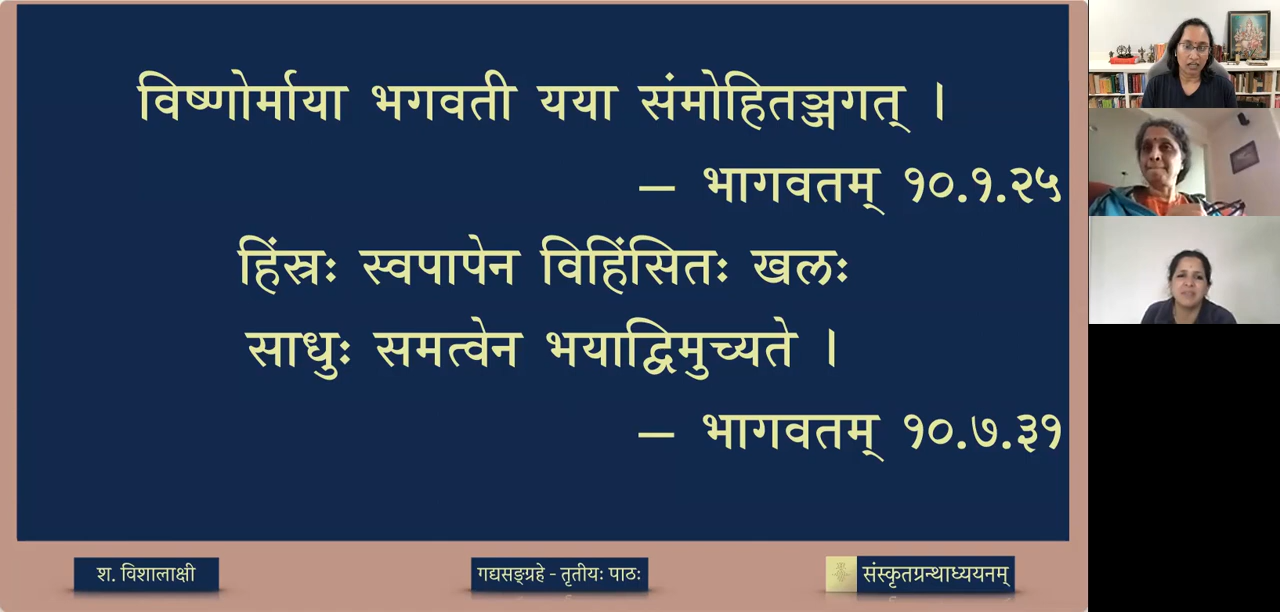 विष्णोर्माया भगवती यया संमोहितञ्जगत् ।
– भागवतम् १०.१.२५
हिंस्रः स्वपापेन विहिंसितः खलः
साधुः समत्वेन भयाद्विमुच्यते ।
– भागवतम् १०.७.३१
श. विशालाक्षी
गद्यसङ्ग्रहे - तृतीयः पाठः
संस्कृतग्रन्थाध्ययनम्